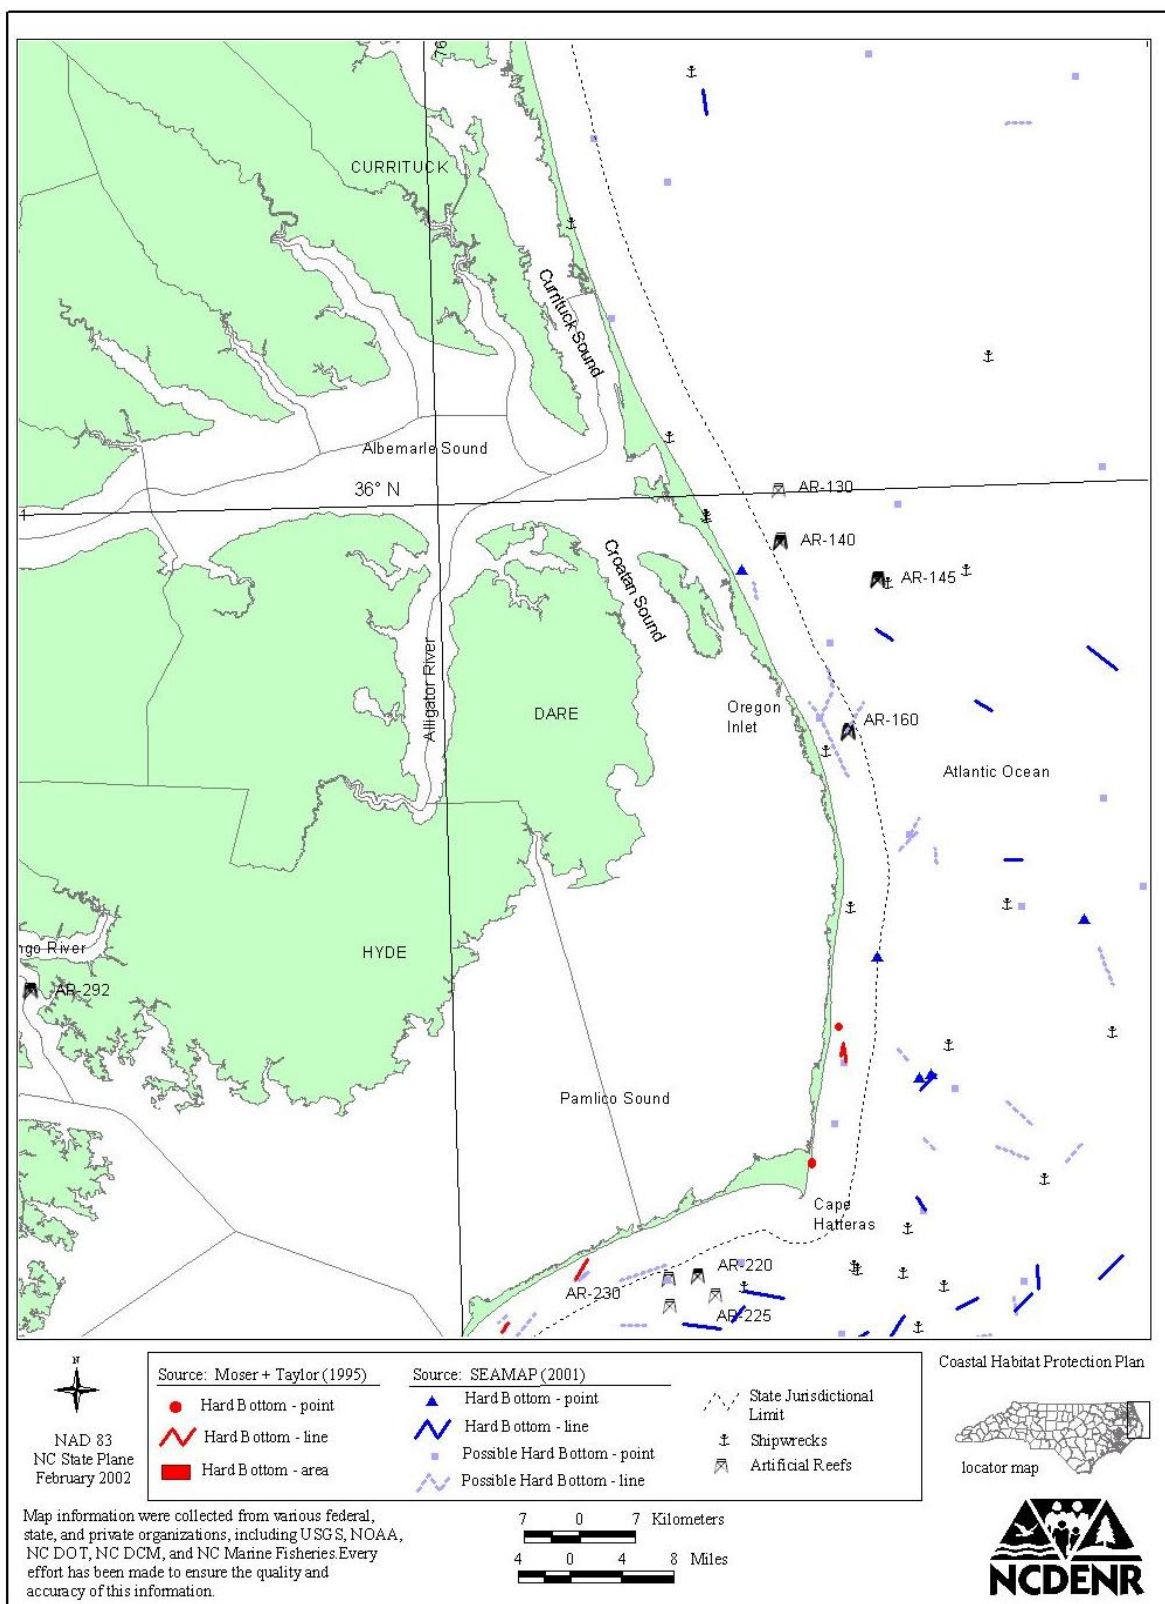 76
CURRITUCK
Currituck Sound
Albemarle Sound
36° N
AR-130
AR-140
Croatan Sound
AR-145
Alligator River
DARE
Oregon
Inlet
AR-160
Atlantic Ocean
ngo River
HYDE
AR-292
Pamlico Sound
Cape
Hatteras
AR-220
AR-230
AR-225
N
NAD 83
NC State Plane
February 2002
Source: Moser + Taylor (1995)
Hard Bottom - point
Hard Bottom - line
Hard Bottom - area
Source: SEAMAP (2001)
Hard Bottom - point
Hard Bottom - line
Possible Hard Bottom - point
Possible Hard Bottom - line
State Jurisdictional
Limit
Shipwrecks
Artificial Reefs
Coastal Habitat Protection Plan
locator map
Map information were collected from various federal,
state, and private organizations, including USGS, NOAA,
NC DOT, NC DCM, and NC Marine Fisheries.Every
effort has been made to ensure the quality and
accuracy of this information.
7 0 7 Kilometers
4 0 4 8 Miles
NCDENR